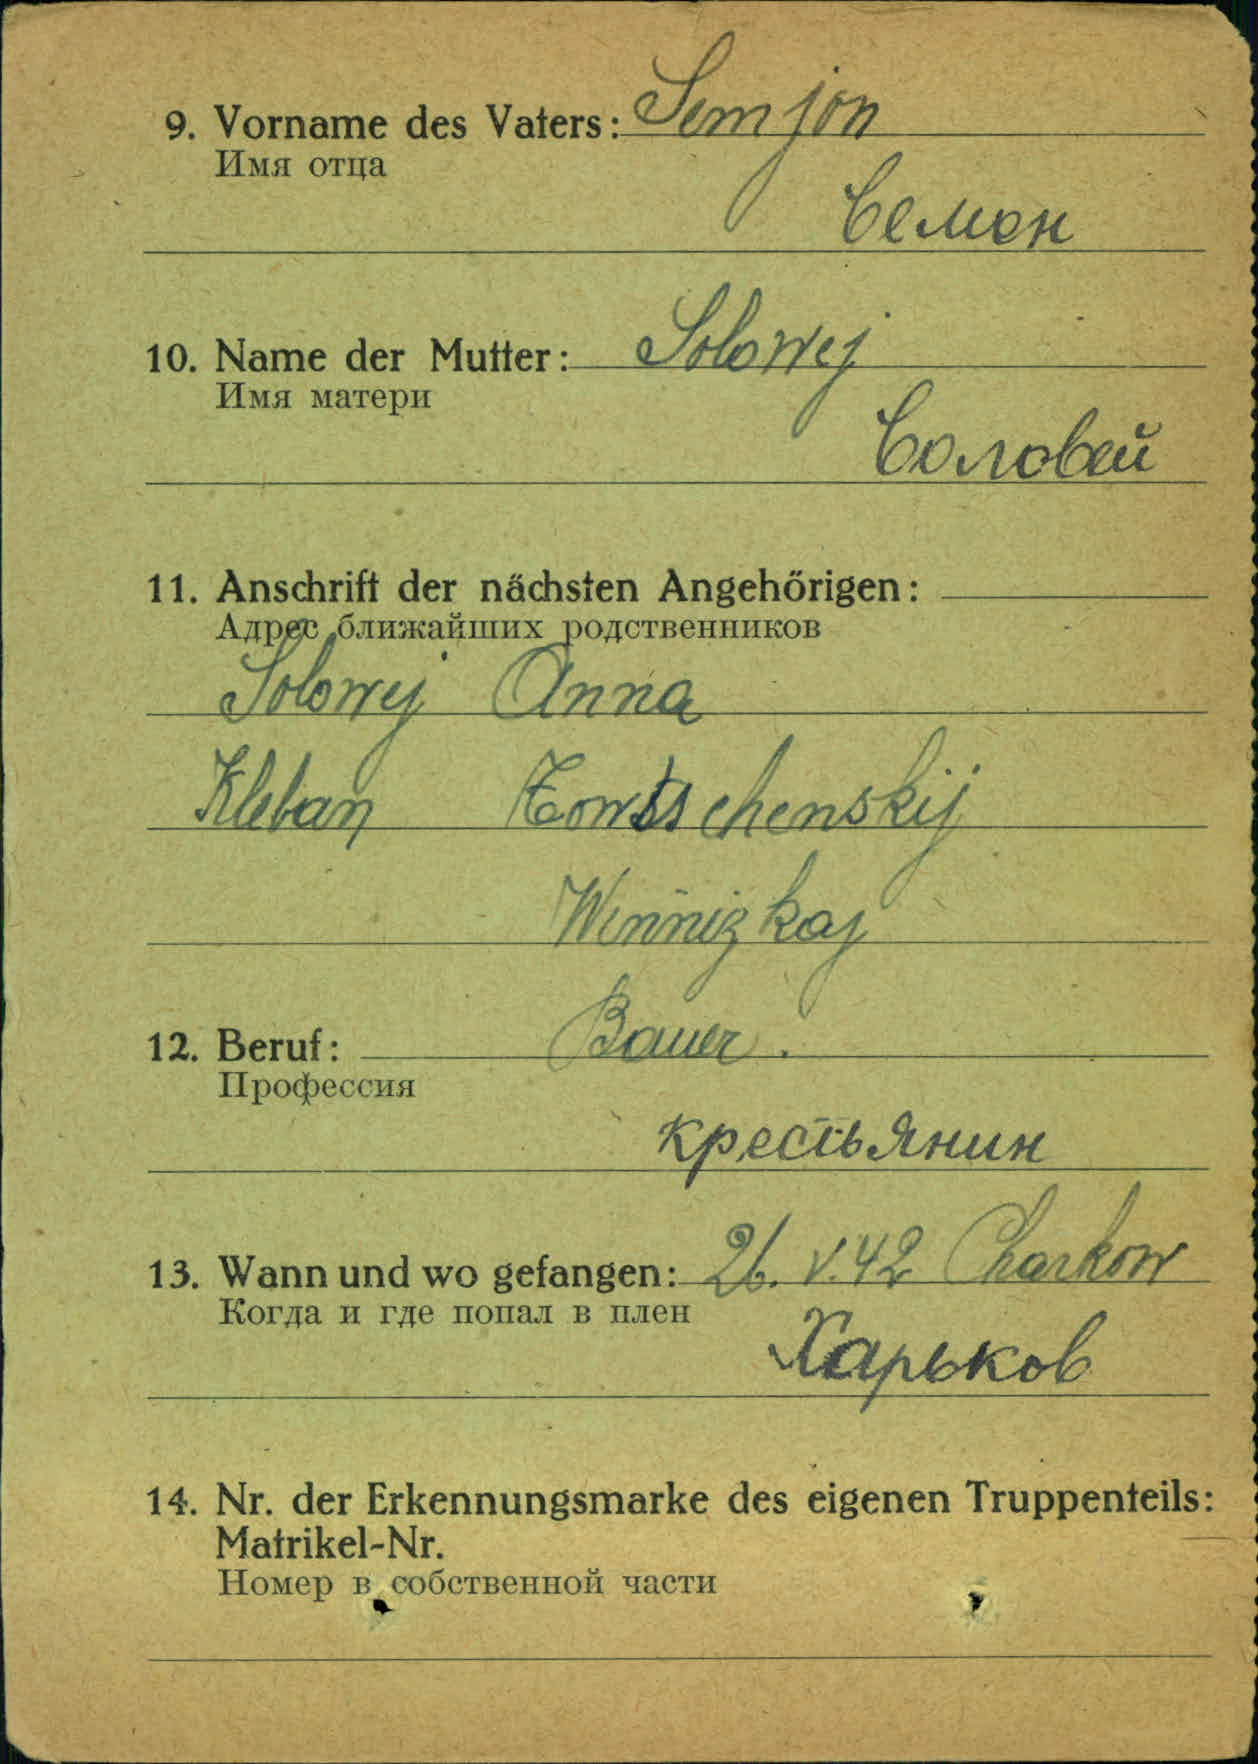 9. Vorname des Vaters: Semjon
Имя отца
Семен
10. Name der Mutter: Solowej
Имя матери
Соловей
11. Anschrift der nächsten Angehörigen:
Адрес ближайших родственников
Solowej Anna
Kleban
Winnizkaj
12. Beruf: Bauer.
Профессия
крестьянин
13. Wann und wo gefangen: 26. V. 42 Charkow
Когда и где попал в плен
Харьков
14. Nr. der Erkennungsmarke des eigenen Truppenteils:
Matrikel-Nr.
Номер в собственной части